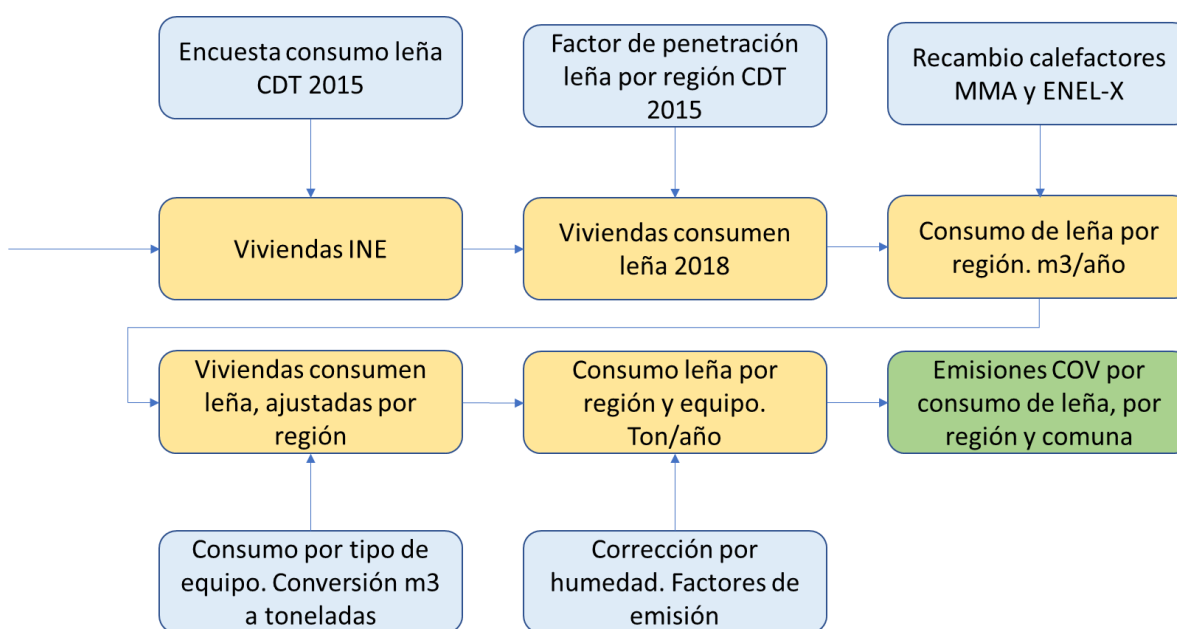 Encuesta consumo leña
CDT 2015
Factor de penetración
leña por región CDT
2015
Recambio calefactores
MMA y ENEL-X
Viviendas INE
Viviendas consumen
leña 2018
Consumo de leña por
región. m3/año
Viviendas consumen
leña, ajustadas por
región
Consumo leña por
región y equipo.
Ton/año
Emisiones COV por
consumo de leña, por
región y comuna
Consumo por tipo de
equipo. Conversión m3
a toneladas
Corrección por
humedad. Factores de
emisión